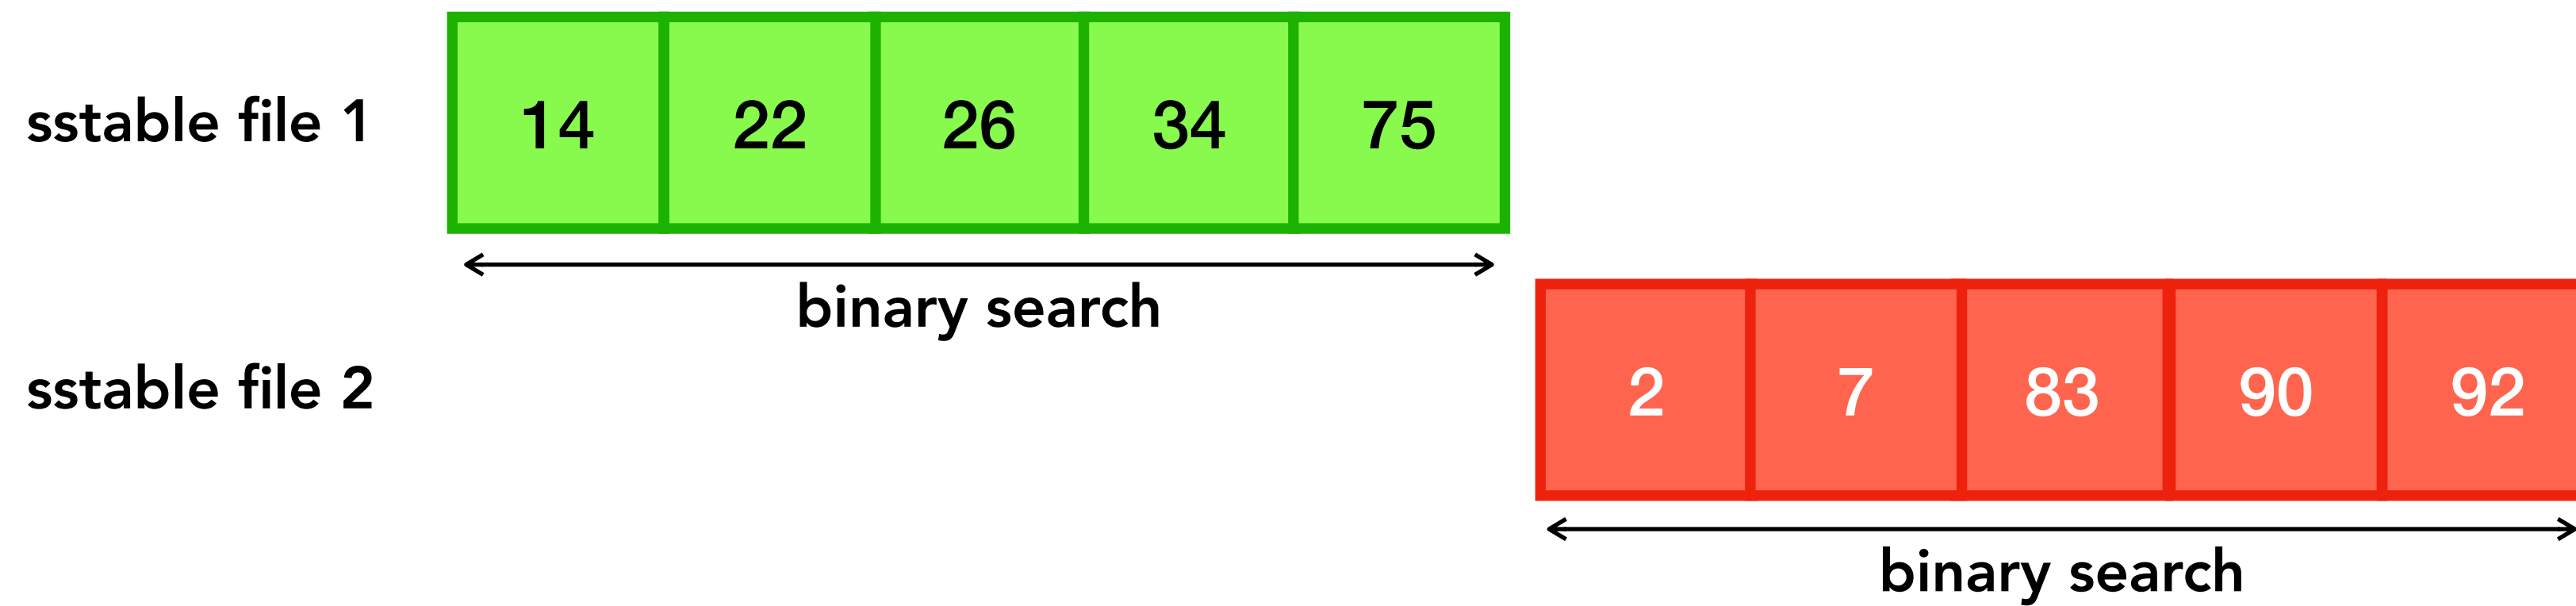 sstable file 1 14 22 26 34 75
binary search
sstable file 2 2 7 83 90 92
binary search